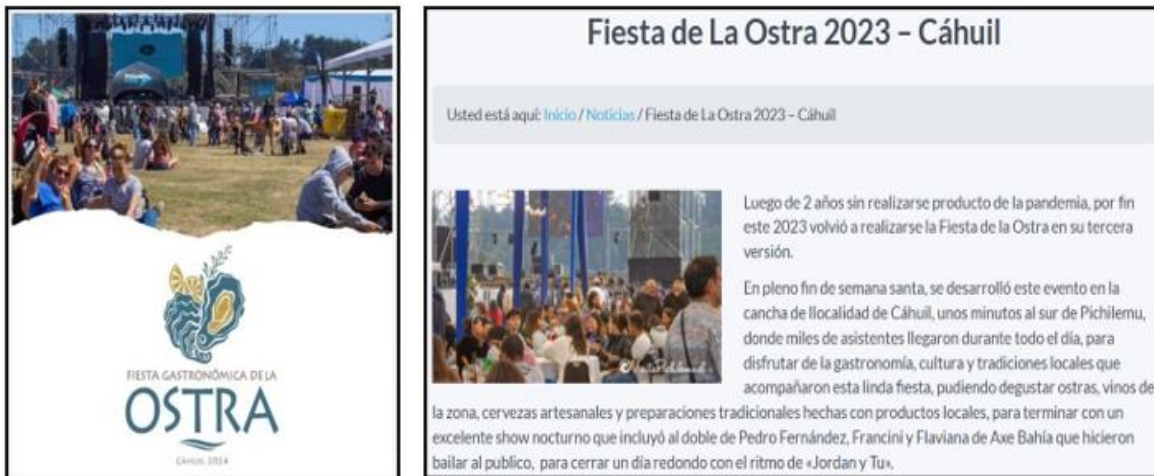 FIESTA GASTRONÓMICA DE LA
OSTRA
CÁHUIL 2024
Fiesta de La Ostra 2023 – Cáhuil
Usted está aquí: Inicio / Noticias / Fiesta de La Ostra 2023 – Cáhuil
Luego de 2 años sin realizarse producto de la pandemia, por fin
este 2023 volvió a realizarse la Fiesta de la Ostra en su tercera
versión.
En pleno fin de semana santa, se desarrolló este evento en la
cancha de llocalidad de Cáhuil, unos minutos al sur de Pichilemu,
donde miles de asistentes llegaron durante todo el día, para
disfrutar de la gastronomía, cultura y tradiciones locales que
acompañaron esta linda fiesta, pudiendo degustar ostras, vinos de
la zona, cervezas artesanales y preparaciones tradicionales hechas con productos locales, para terminar con un
excelente show nocturno que incluyó al doble de Pedro Fernández, Francini y Flaviana de Axe Bahía que hicieron
bailar al publico, para cerrar un día redondo con el ritmo de «Jordan y Tu».